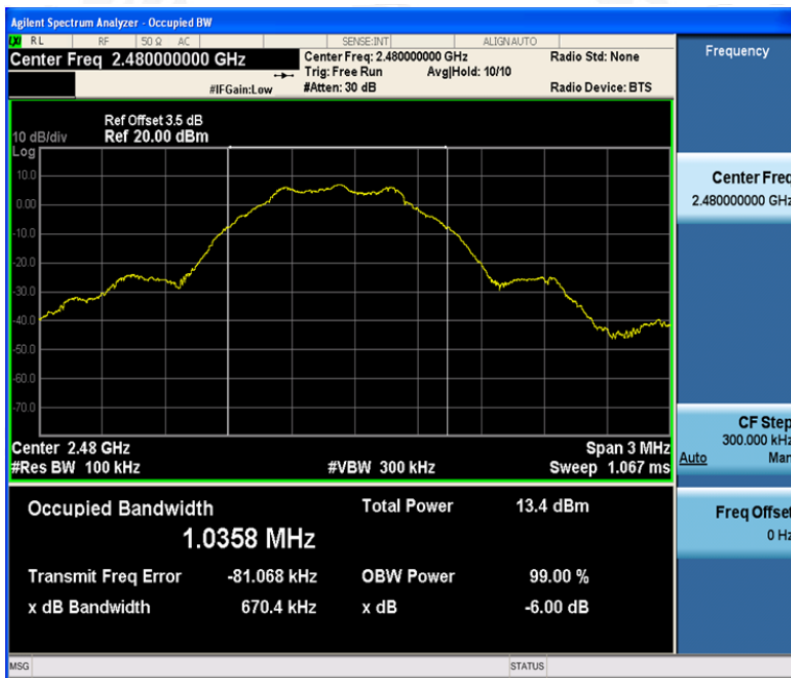 Agilent Spectrum Analyzer - Occupied BW
LXI RL RF 50 Ω AC SENSE:INT ALIGNAUTO
Center Freq 2.480000000 GHz
Center Freq: 2.480000000 GHz
Radio Std: None
Trig: Free Run Avg|Hold: 10/10
#IFGain:Low #Atten: 30 dB Radio Device: BTS
Ref Offset 3.5 dB
10 dB/div Ref 20.00 dBm
Log
10.0
0.00
-10.0
-20.0
-30.0
-40.0
-50.0
-60.0
-70.0
Center 2.48 GHz Span 3 MHz
#Res BW 100 kHz #VBW 300 kHz Sweep 1.067 ms
Occupied Bandwidth Total Power 13.4 dBm
1.0358 MHz
Transmit Freq Error -81.068 kHz OBW Power 99.00 %
x dB Bandwidth 670.4 kHz x dB -6.00 dB
MSG STATUS
Frequency
Center Freq
2.480000000 GHz
CF Step
300.000 kHz
Auto Man
Freq Offset
0 Hz